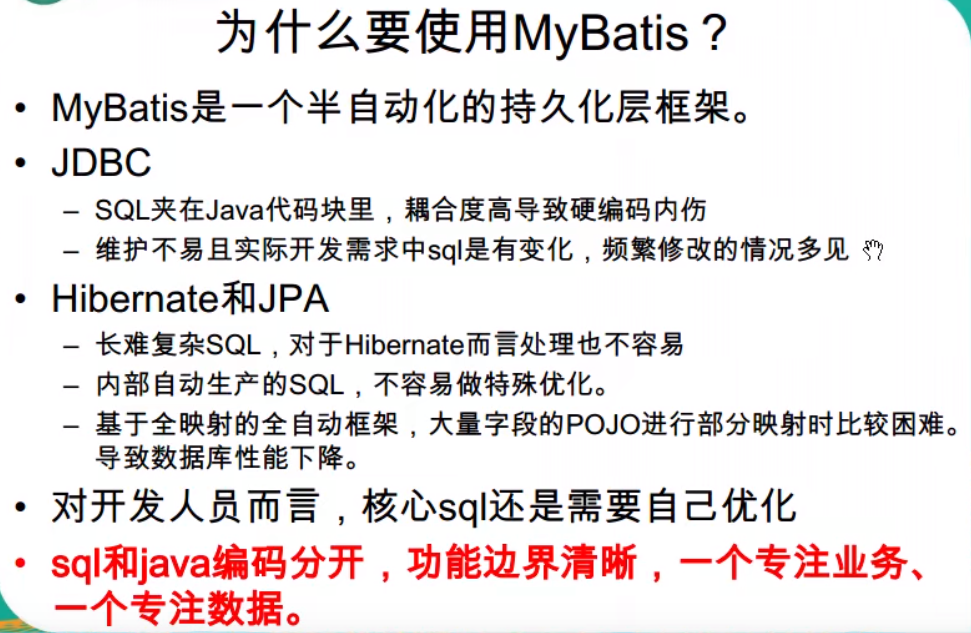 为什么要使用MyBatis？
• MyBatis是一个半自动化的持久化层框架。
• JDBC
– SQL夹在Java代码块里，耦合度高导致硬编码内伤
– 维护不易且实际开发需求中sql是有变化，频繁修改的情况多见
• Hibernate和JPA
– 长难复杂SQL，对于Hibernate而言处理也不容易
– 内部自动生产的SQL，不容易做特殊优化。
– 基于全映射的全自动框架，大量字段的POJO进行部分映射时比较困难。
导致数据库性能下降。
• 对开发人员而言，核心sql还是需要自己优化
• sql和java编码分开，功能边界清晰，一个专注业务、
一个专注数据。